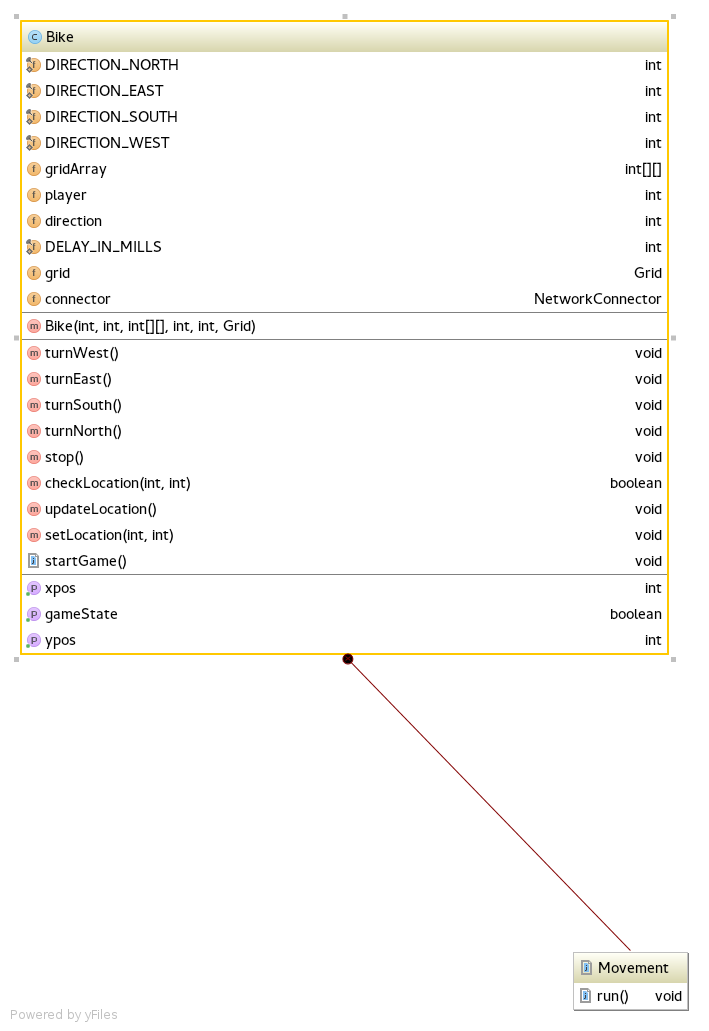 Bike
DIRECTION_NORTH int
DIRECTION_EAST int
DIRECTION_SOUTH int
DIRECTION_WEST int
gridArray int[][]
player int
direction int
DELAY_IN_MILLS int
grid Grid
connector NetworkConnector
Bike(int, int, int[][], int, int, Grid)
turnWest() void
turnEast() void
turnSouth() void
turnNorth() void
stop() void
checkLocation(int, int) boolean
updateLocation() void
setLocation(int, int) void
startGame() void
xpos int
gameState boolean
ypos int
Movement
run() void
Powered by yFiles